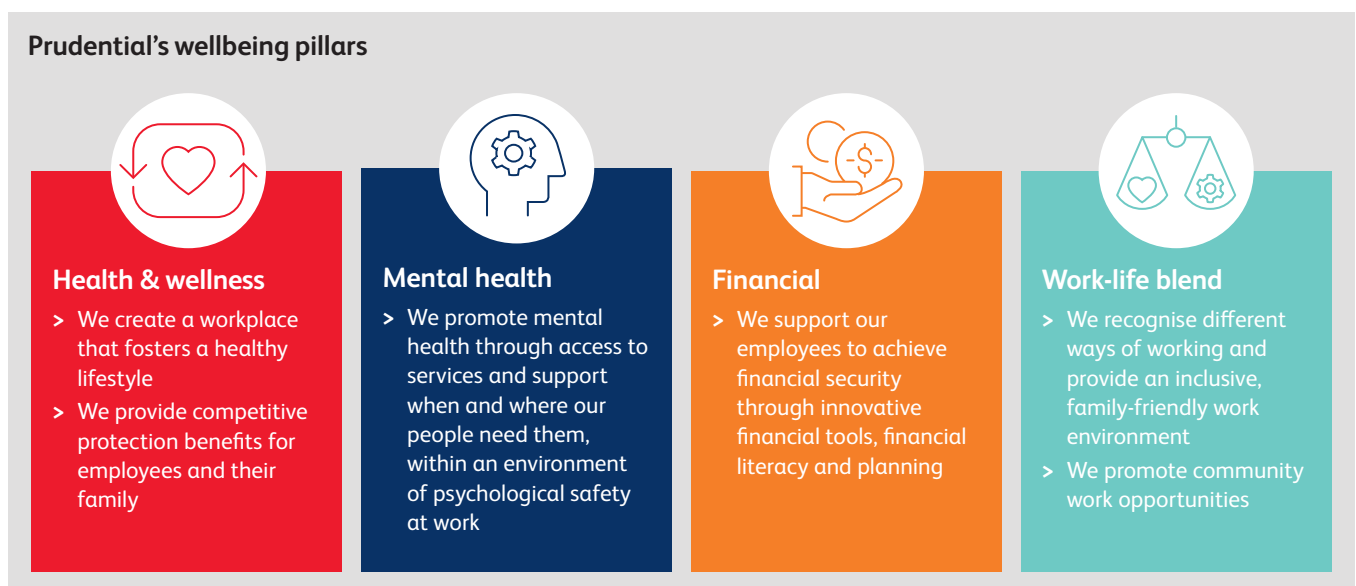 Prudential’s wellbeing pillars
Health & wellness
> We create a workplace
that fosters a healthy
lifestyle
> We provide competitive
protection benefits for
employees and their
family
Mental health
> We promote mental
health through access to
services and support
when and where our
people need them,
within an environment
of psychological safety
at work
$
Financial
> We support our
employees to achieve
financial security
through innovative
financial tools, financial
literacy and planning
Work-life blend
> We recognise different
ways of working and
provide an inclusive,
family-friendly work
environment
> We promote community
work opportunities